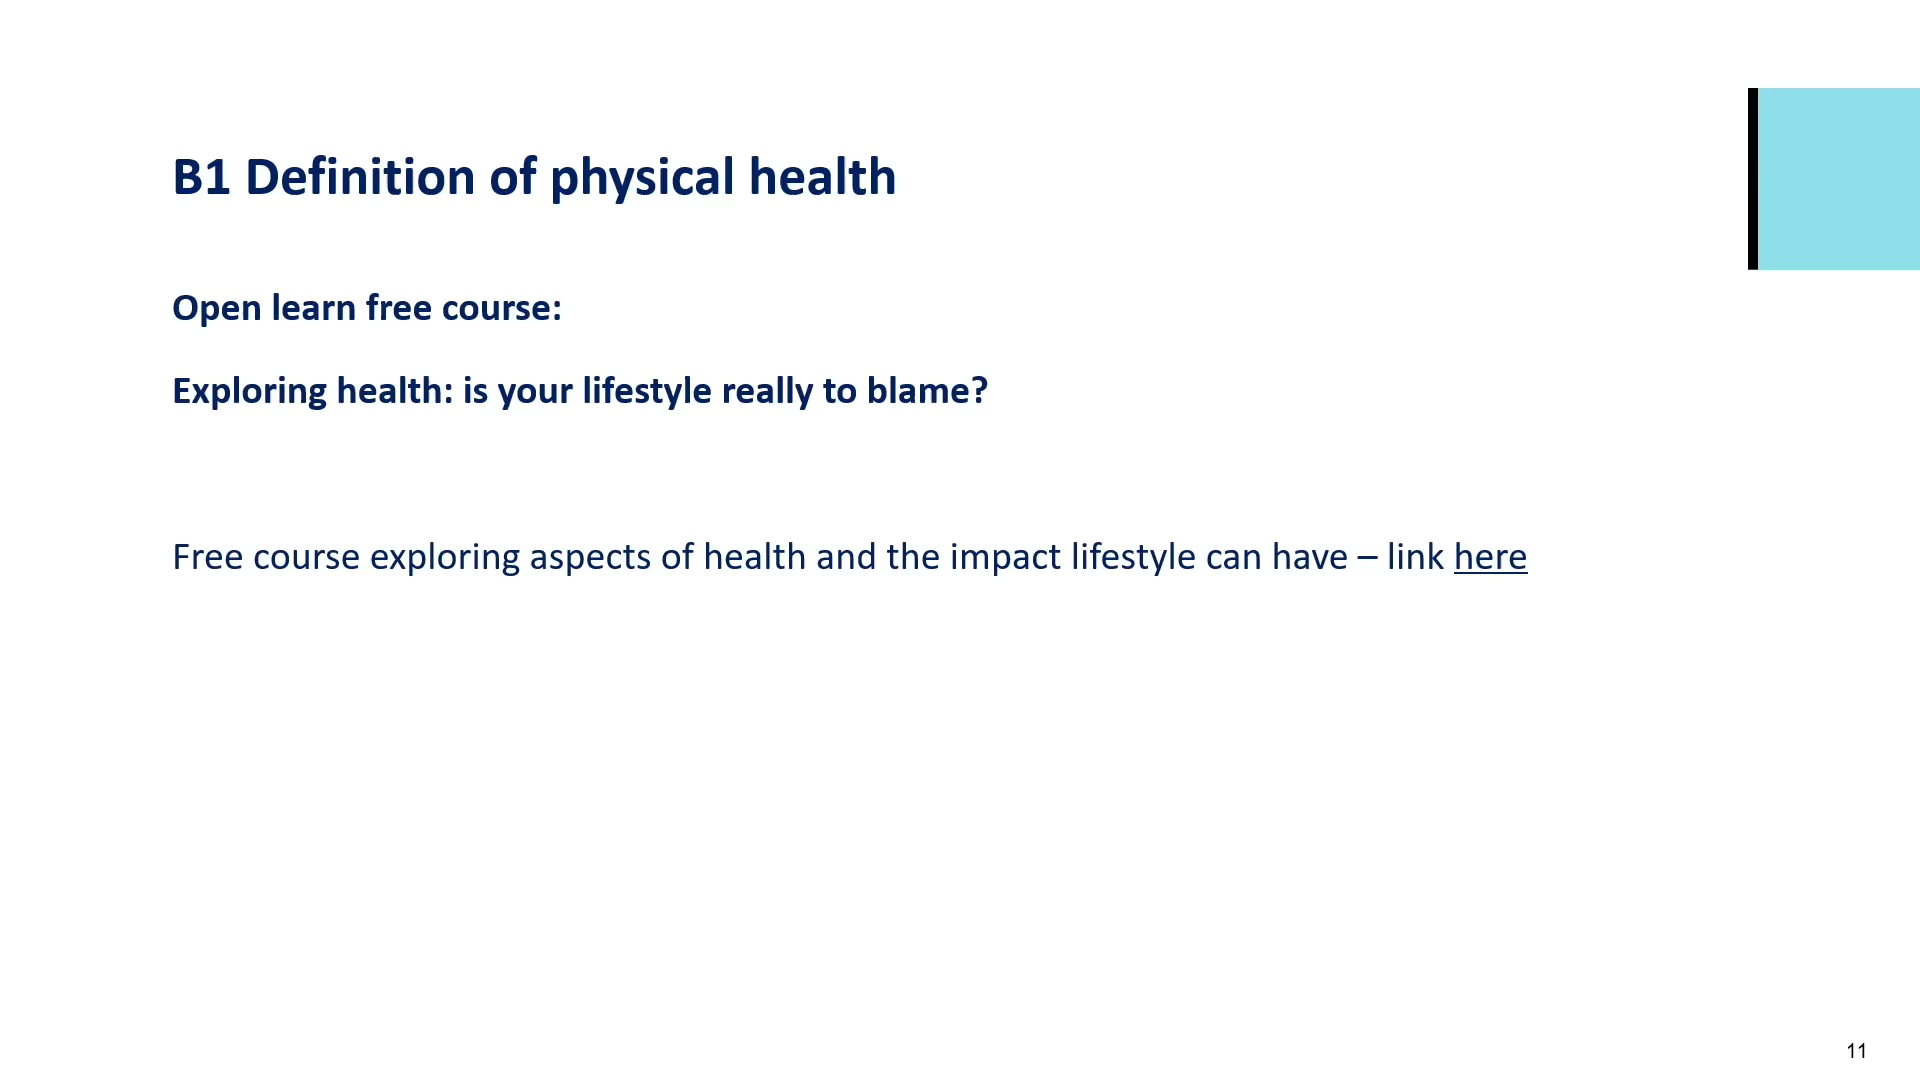 B1 Definition of physical health
Open learn free course:
Exploring health: is your lifestyle really to blame?
Free course exploring aspects of health and the impact lifestyle can have – link here
11